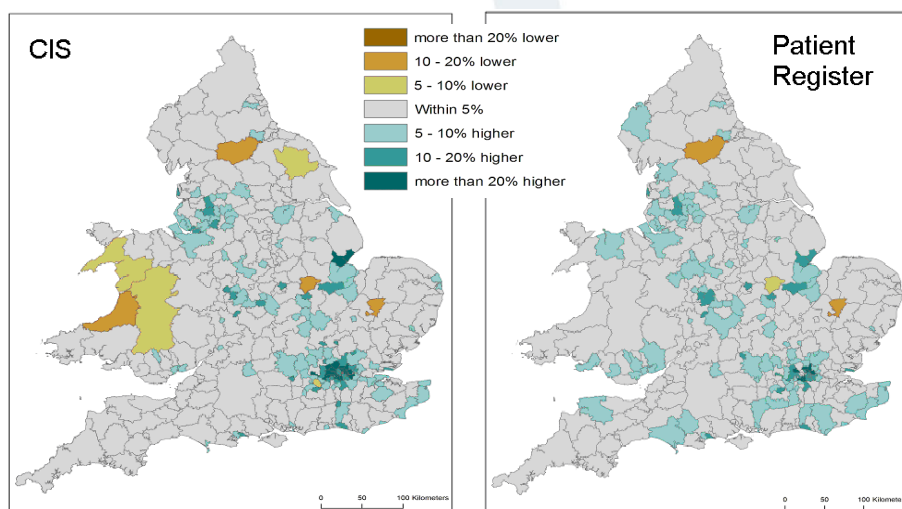 CIS
more than 20% lower
10 - 20% lower
5 - 10% lower
Within 5%
5 - 10% higher
10 - 20% higher
more than 20% higher
Patient
Register
0 50 100 Kilometers
0 50 100 Kilometers